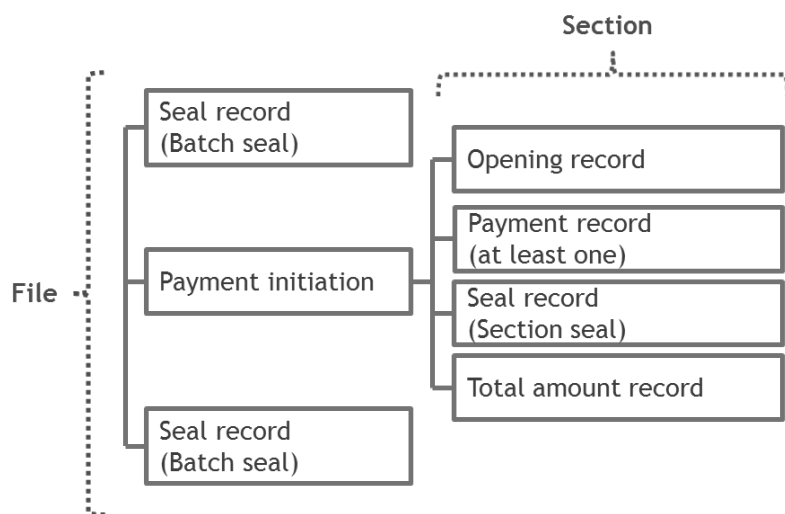 Section
Seal record
(Batch seal)
Opening record
Payment record
(at least one)
File
Payment initiation
Seal record
(Section seal)
Total amount record
Seal record
(Batch seal)